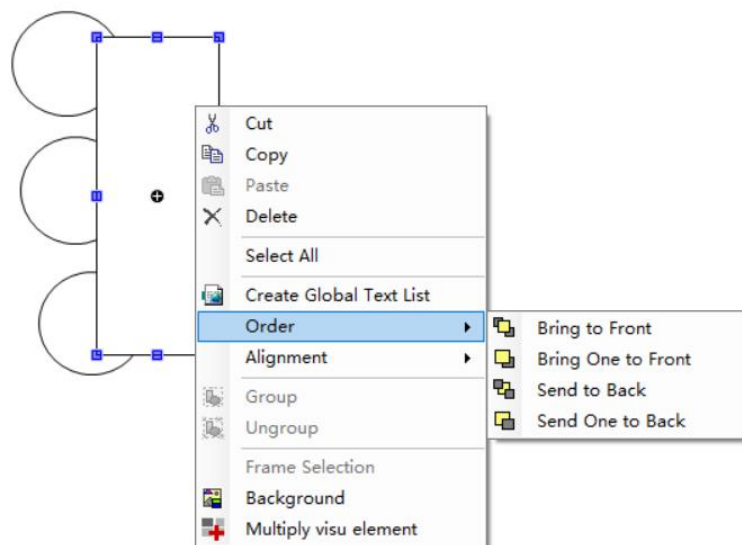 Cut
Copy
Paste
Delete
Select All
Create Global Text List
Order
Alignment
Group
Ungroup
Frame Selection
Background
Multiply visu element
Bring to Front
Bring One to Front
Send to Back
Send One to Back